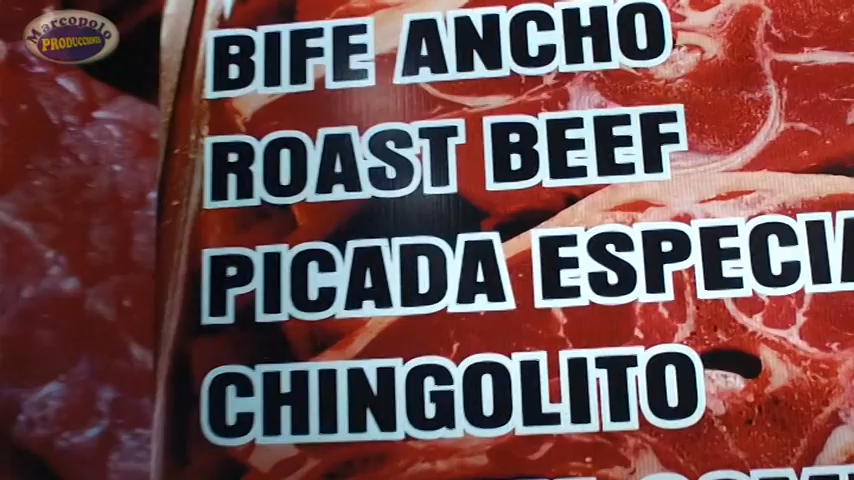 Marcopolo
PRODUCCIONES
BIFE ANCHO
ROAST BEEF
PICADA ESPECIA
CHINGOLITO